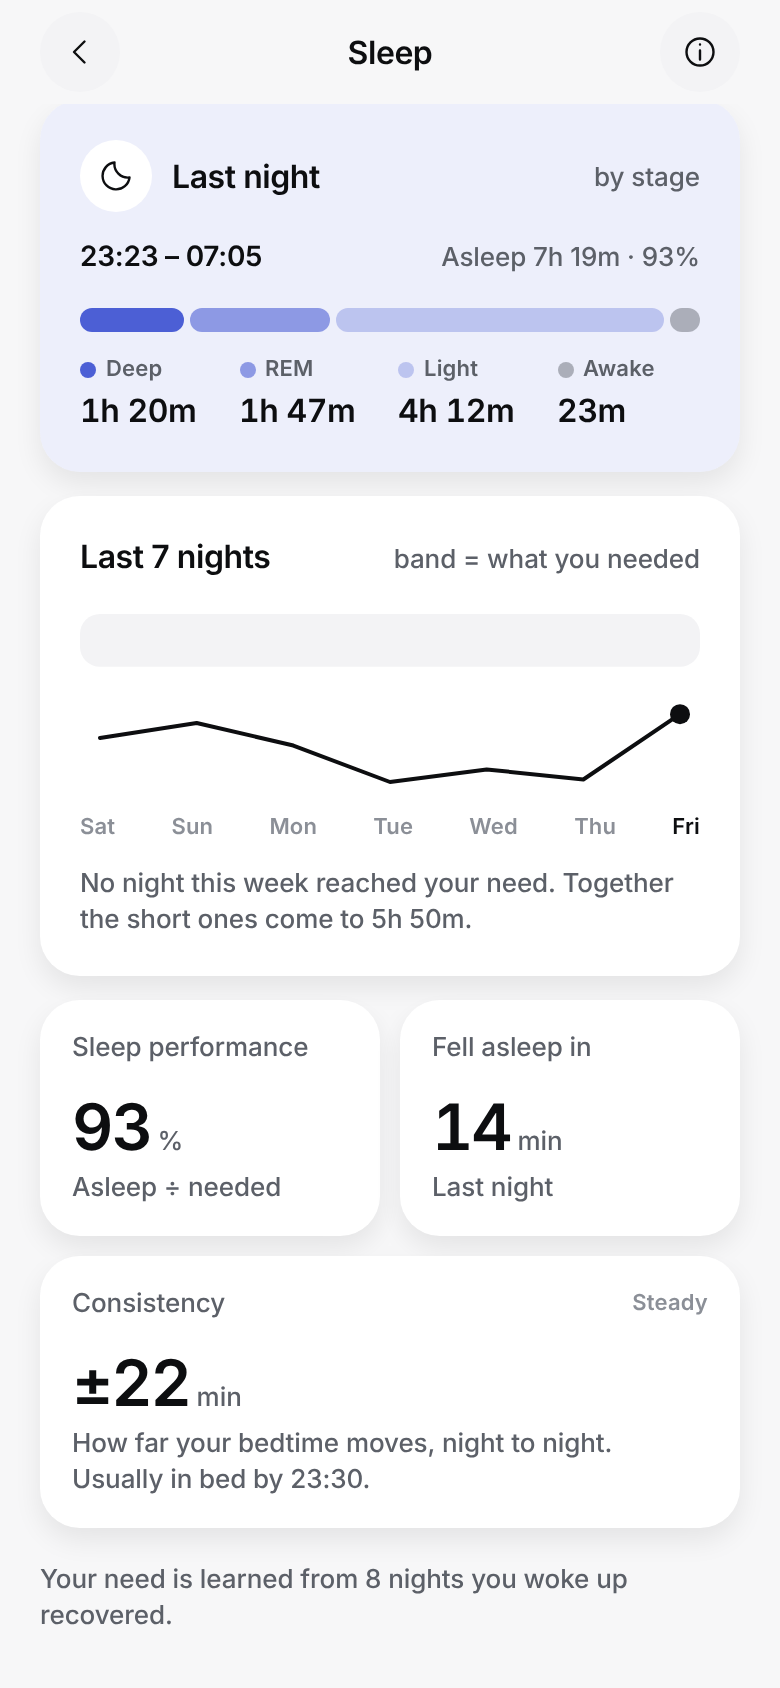 Sleep
Last night
by stage
23:23 – 07:05
Asleep 7h 19m · 93%
Deep
REM
Light
Awake
1h 20m
1h 47m
4h 12m
23m
Last 7 nights
band = what you needed
Sat
Sun
Mon
Tue
Wed
Thu
Fri
No night this week reached your need. Together
the short ones come to 5h 50m.
Sleep performance
93 %
Asleep ÷ needed
Fell asleep in
14 min
Last night
Consistency
Steady
±22 min
How far your bedtime moves, night to night.
Usually in bed by 23:30.
Your need is learned from 8 nights you woke up
recovered.